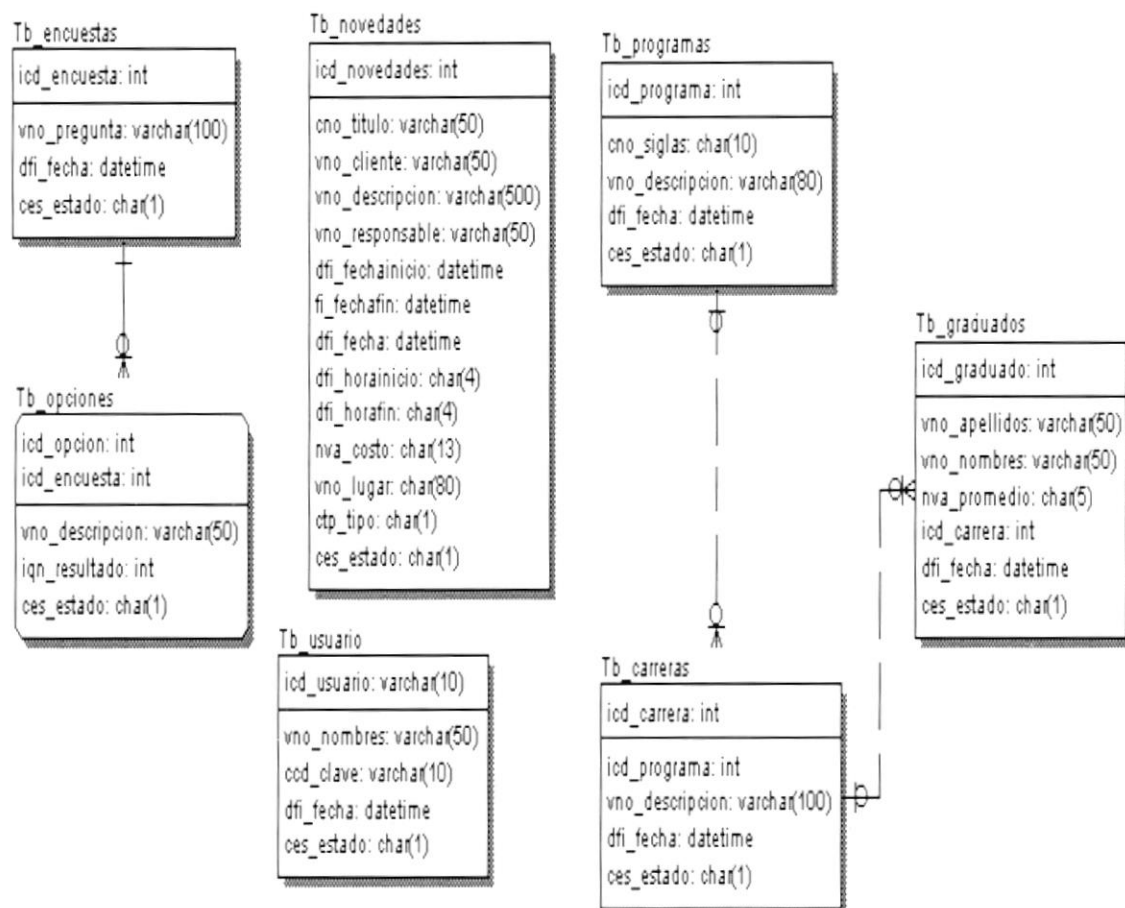 Tb_encuestas
icd_encuesta: int
vno_pregunta: varchar(100)
dfi_fecha: datetime
ces_estado: char(1)
Tb_opciones
icd_opcion: int
icd_encuesta: int
vno_descripcion: varchar(50)
iqn_resultado: int
ces_estado: char(1)
Tb_novedades
icd_novedades: int
cno_titulo: varchar(50)
vno_cliente: varchar(50)
vno_descripcion: varchar(500)
vno_responsable: varchar(50)
dfi_fechainicio: datetime
fi_fechafin: datetime
dfi_fecha: datetime
dfi_horainicio: char(4)
dfi_horafin: char(4)
nva_costo: char(13)
vno_lugar: char(80)
ctp_tipo: char(1)
ces_estado: char(1)
Tb_usuario
icd_usuario: varchar(10)
vno_nombres: varchar(50)
ccd_clave: varchar(10)
dfi_fecha: datetime
ces_estado: char(1)
Tb_programas
icd_programa: int
cno_siglas: char(10)
vno_descripcion: varchar(80)
dfi_fecha: datetime
ces_estado: char(1)
Tb_carreras
icd_carrera: int
icd_programa: int
vno_descripcion: varchar(100)
dfi_fecha: datetime
ces_estado: char(1)
Tb_graduados
icd_graduado: int
vno_apellidos: varchar(50)
vno_nombres: varchar(50)
nva_promedio: char(5)
icd_carrera: int
dfi_fecha: datetime
ces_estado: char(1)